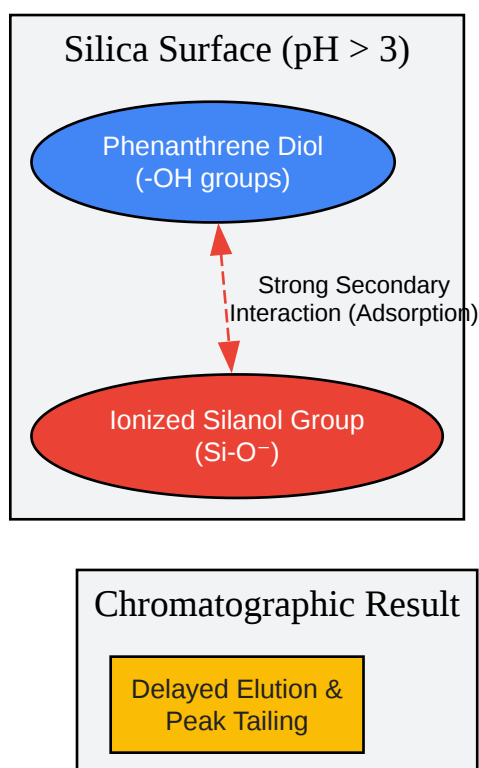 Silica Surface (pH > 3)
Phenanthrene Diol
(-OH groups)
Strong Secondary
Interaction (Adsorption)
Ionized Silanol Group
(Si-O⁻)
Chromatographic Result
Delayed Elution &
Peak Tailing